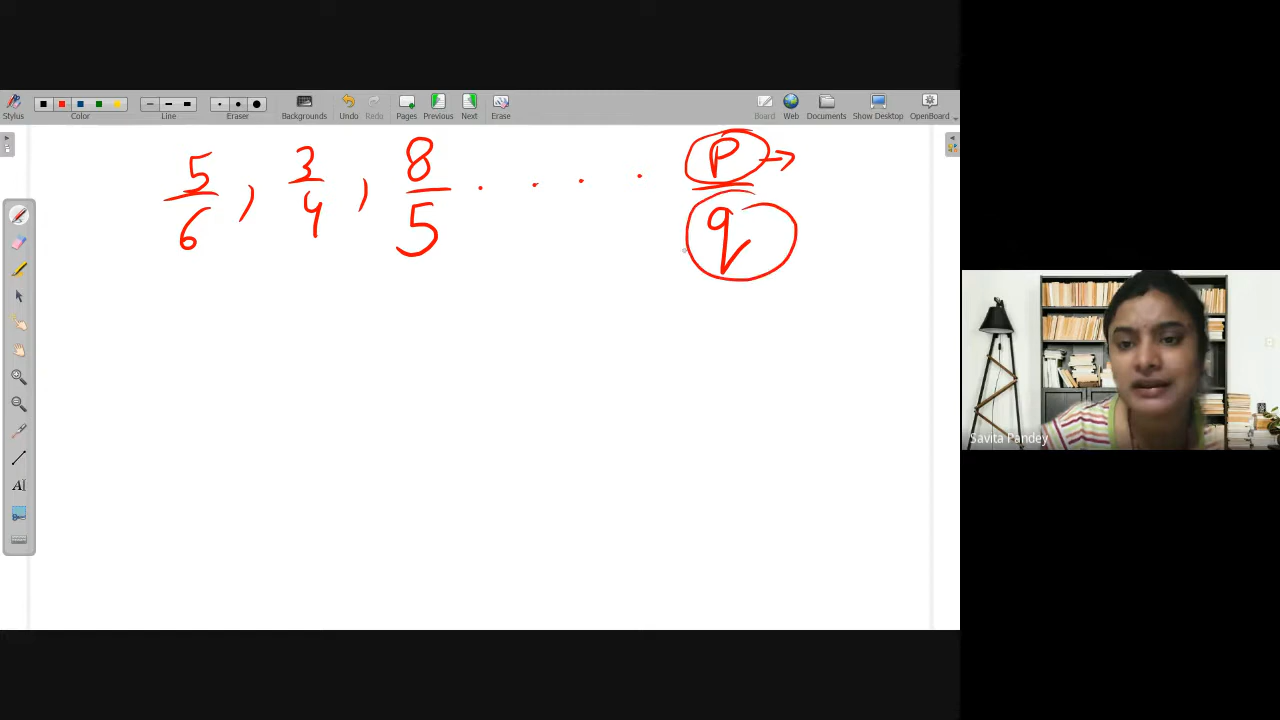 Stylus Color Line Eraser Backgrounds Undo Redo Pages Previous Next Erase Board Web Documents Show Desktop OpenBoard
5/6 , 3/4 , 8/5 . . . . p/q →
A
Savita Pandey